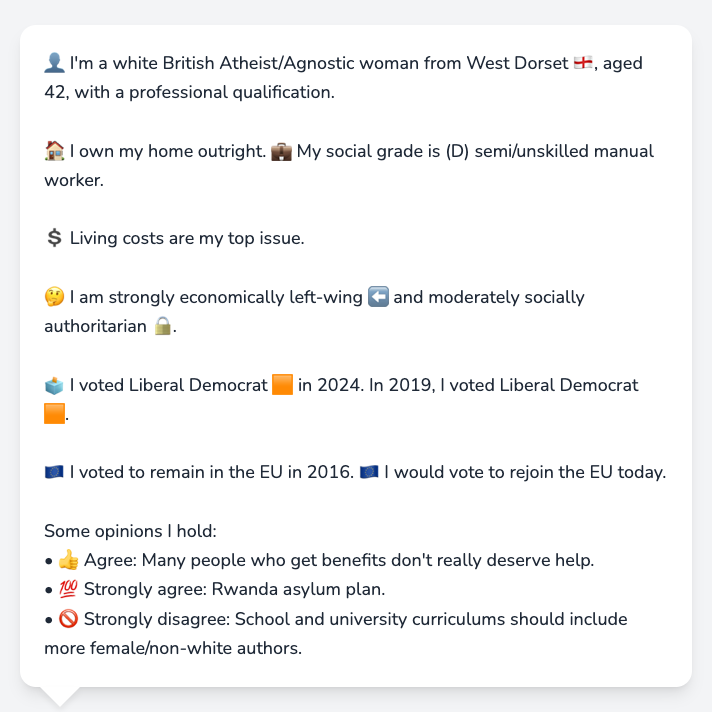 👤 I'm a white British Atheist/Agnostic woman from West Dorset 🏴󠁧󠁢󠁥󠁮󠁧󠁿, aged
42, with a professional qualification.
🏠 I own my home outright. 💼 My social grade is (D) semi/unskilled manual
worker.
💲 Living costs are my top issue.
🤔 I am strongly economically left-wing ⬅️ and moderately socially
authoritarian 🔒.
🗳️ I voted Liberal Democrat 🟧 in 2024. In 2019, I voted Liberal Democrat
🟧.
🇪🇺 I voted to remain in the EU in 2016. 🇪🇺 I would vote to rejoin the EU today.
Some opinions I hold:
• 👍 Agree: Many people who get benefits don't really deserve help.
• 💯 Strongly agree: Rwanda asylum plan.
• 🚫 Strongly disagree: School and university curriculums should include
more female/non-white authors.